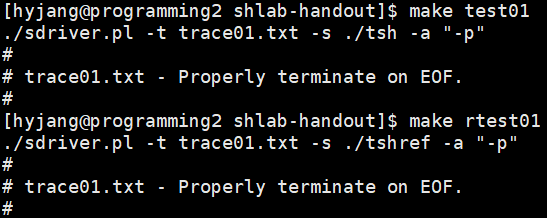 [hyjang@programming2 shlab-handout]$ make test01
./sdriver.pl -t trace01.txt -s ./tsh -a "-p"
#
# trace01.txt - Properly terminate on EOF.
#
[hyjang@programming2 shlab-handout]$ make rtest01
./sdriver.pl -t trace01.txt -s ./tshref -a "-p"
#
# trace01.txt - Properly terminate on EOF.
#